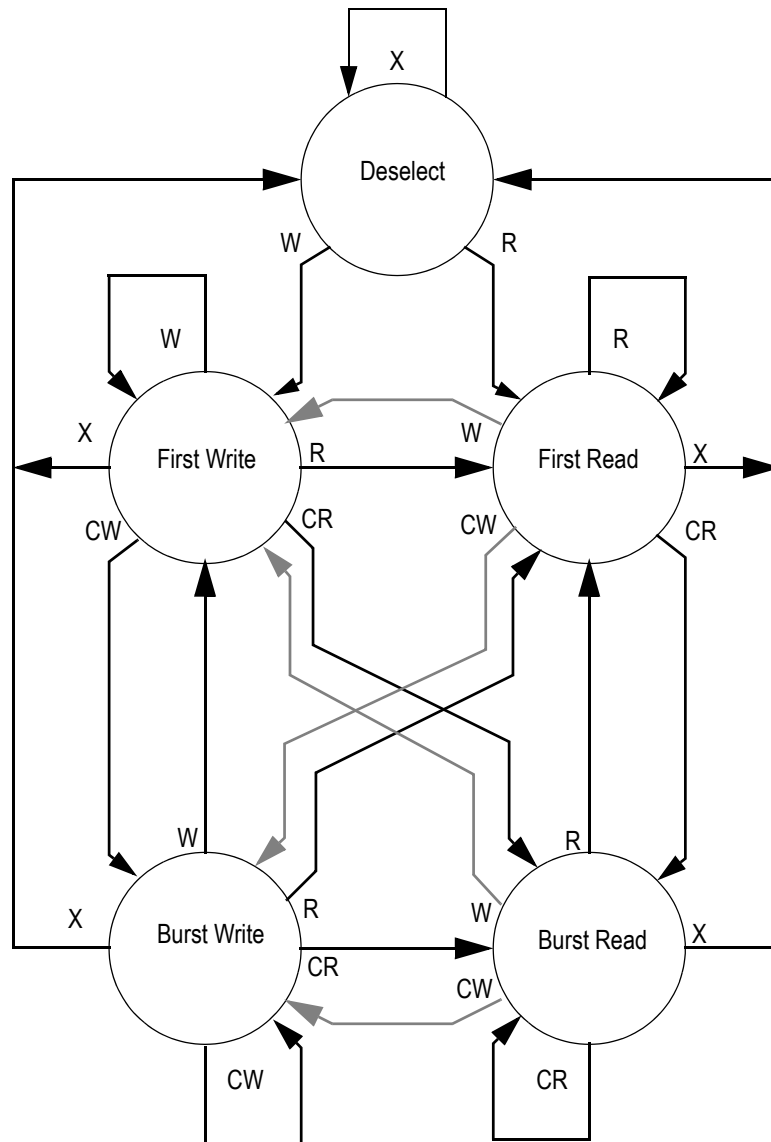 X
Deselect
W
R
W
R
X
W
First Write
R
First Read
X
CW
CR
CW
CR
W
R
X
R
W
Burst Write
Burst Read
X
CR
CW
CW
CR